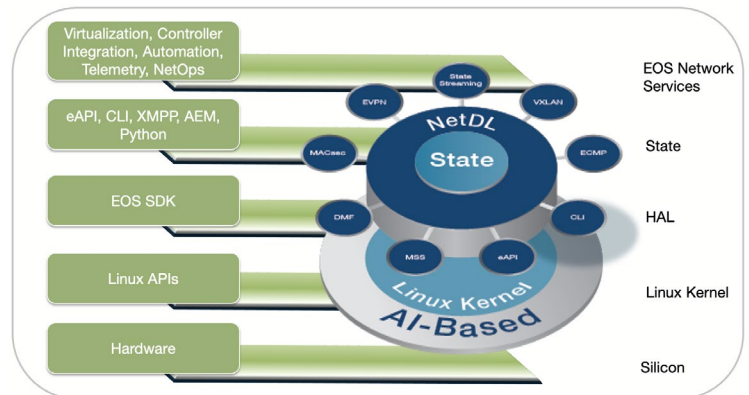 Virtualization, Controller
Integration, Automation,
Telemetry, NetOps
EOS Network
Services
eAPI, CLI, XMPP, AEM,
Python
State
EOS SDK
HAL
Linux APIs
Linux Kernel
Hardware
Silicon
State
Streaming
EVPN
VXLAN
NetDL
State
MACsec
ECMP
DMF
CLI
MSS
eAPI
Linux Kernel
AI-Based